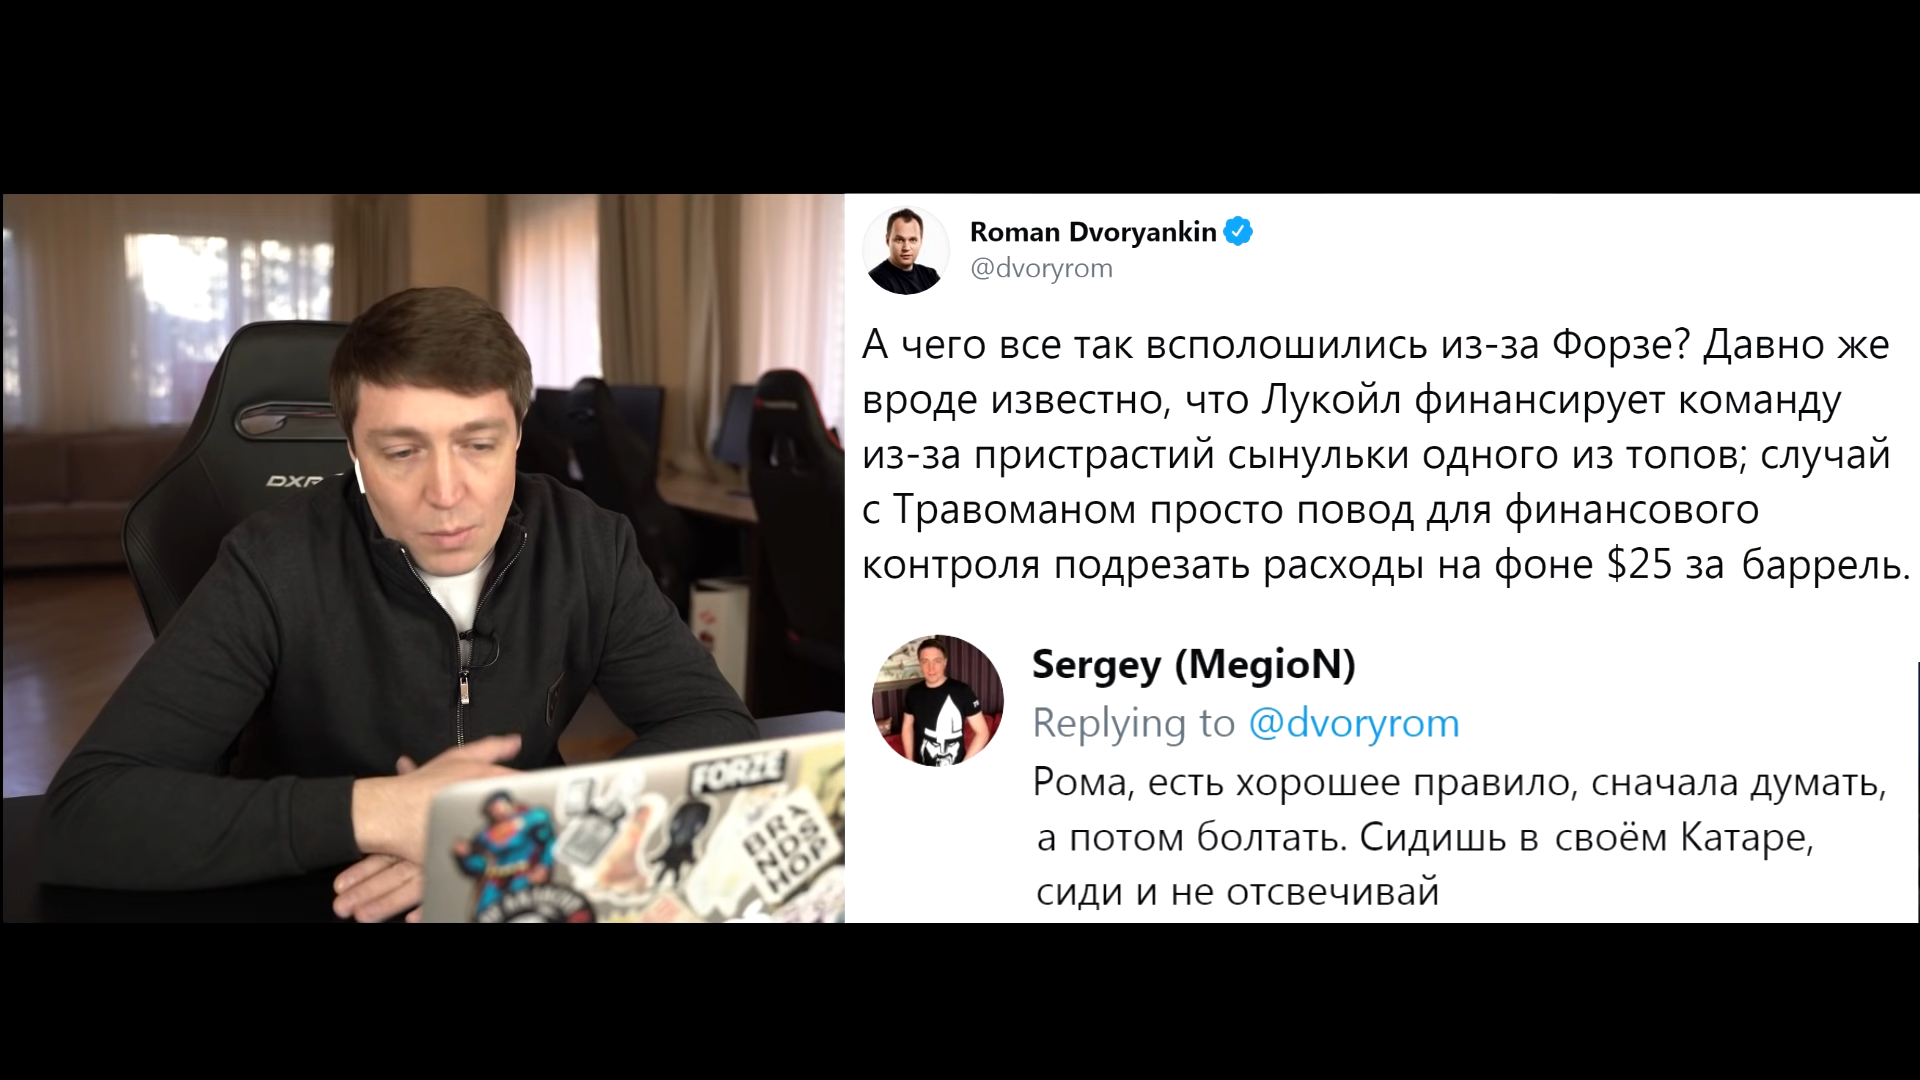 Roman Dvoryankin
@dvoryrom
А чего все так всполошились из-за Форзе? Давно же
вроде известно, что Лукойл финансирует команду
из-за пристрастий сынульки одного из топов; случай
с Травоманом просто повод для финансового
контроля подрезать расходы на фоне $25 за баррель.
Sergey (MegioN)
Replying to @dvoryrom
Рома, есть хорошее правило, сначала думать,
а потом болтать. Сидишь в своём Катаре,
сиди и не отсвечивай
FORZE
BRA
NDS
HOP